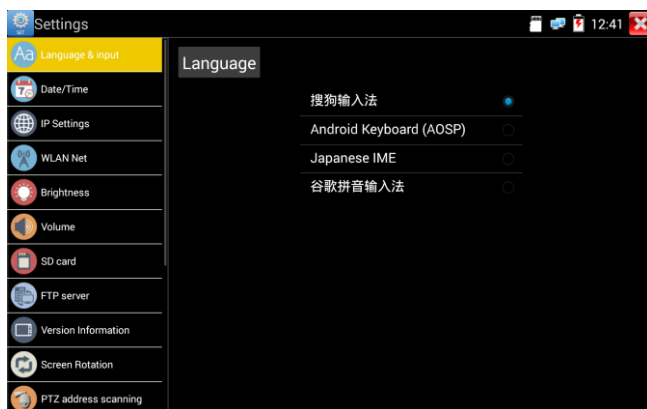 Settings
12:41
Language & input
Date/Time
IP Settings
WLAN Net
Brightness
Volume
SD card
FTP server
Version Information
Screen Rotation
PTZ address scanning
Language
搜狗输入法
Android Keyboard (AOSP)
Japanese IME
谷歌拼音输入法